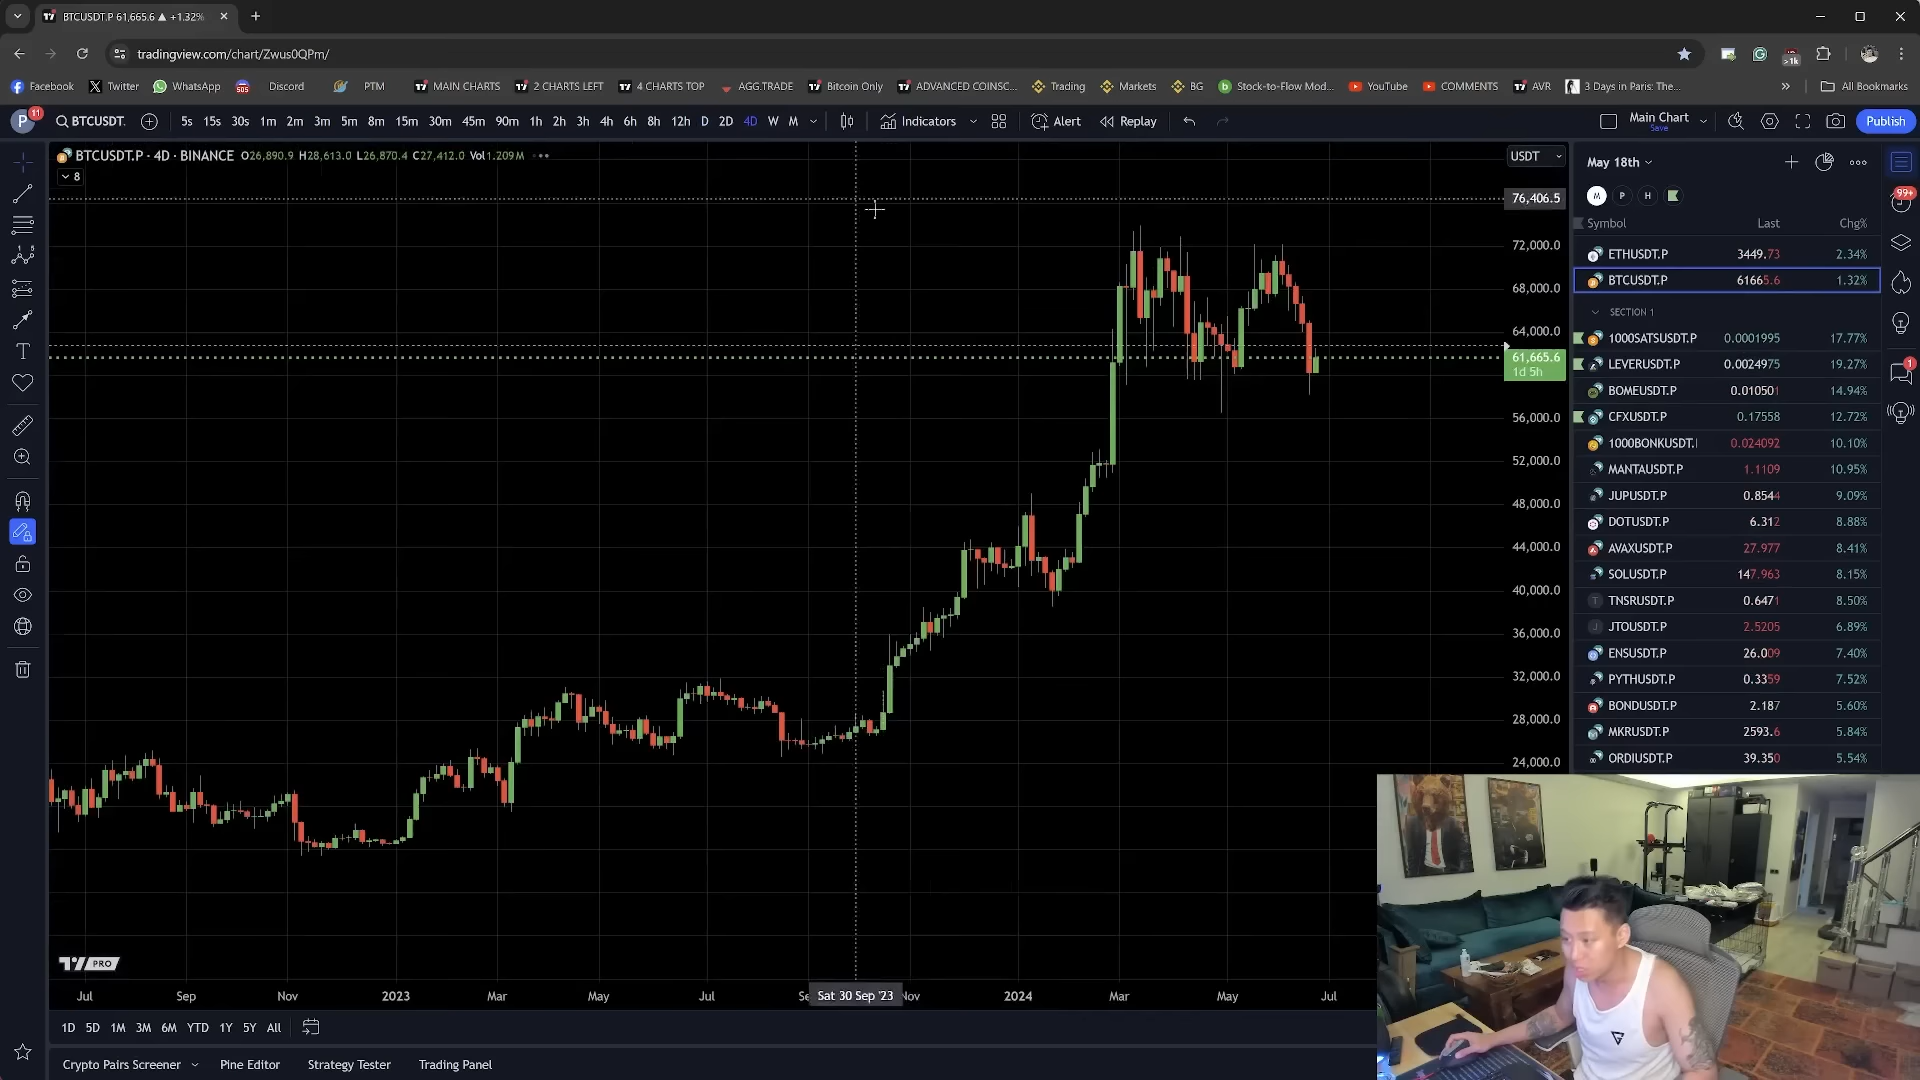 BTCUSDT.P 61,665.6 ▲ +1.32%
tradingview.com/chart/Zwus0QPm/
>1k
Facebook Twitter WhatsApp Discord PTM MAIN CHARTS 2 CHARTS LEFT 4 CHARTS TOP AGG.TRADE Bitcoin Only ADVANCED COINSC... Trading Markets BG Stock-to-Flow Mod... YouTube COMMENTS AVR 3 Days in Paris: The... » All Bookmarks
P 11 BTCUSDT. 5s 15s 30s 1m 2m 3m 5m 8m 15m 30m 45m 90m 1h 2h 3h 4h 6h 8h 12h D 2D 4D W M Indicators Alert Replay Main Chart Save Publish
BTCUSDT.P · 4D · BINANCE O26,890.9 H28,613.0 L26,870.4 C27,412.0 Vol1.209M
8
USDT
76,406.5
72,000.0
68,000.0
64,000.0
61,665.6
1d 5h
56,000.0
52,000.0
48,000.0
44,000.0
40,000.0
36,000.0
32,000.0
28,000.0
24,000.0
May 18th
M P H
99+
1
Symbol Last Chg%
ETHUSDT.P 3449.73 2.34%
BTCUSDT.P 61665.6 1.32%
SECTION 1
1000SATSUSDT.P 0.0001995 17.77%
LEVERUSDT.P 0.0024975 19.27%
BOMEUSDT.P 0.010501 14.94%
CFXUSDT.P 0.17558 12.72%
1000BONKUSDT. 0.024092 10.10%
MANTAUSDT.P 1.1109 10.95%
JUPUSDT.P 0.8544 9.09%
DOTUSDT.P 6.312 8.88%
AVAXUSDT.P 27.977 8.41%
SOLUSDT.P 147.963 8.15%
TNSRUSDT.P 0.6471 8.50%
JTOUSDT.P 2.5205 6.89%
ENSUSDT.P 26.009 7.40%
PYTHUSDT.P 0.3359 7.52%
BONDUSDT.P 2.187 5.60%
MKRUSDT.P 2593.6 5.84%
ORDIUSDT.P 39.350 5.54%
PRO
Jul Sep Nov 2023 Mar May Jul Se Sat 30 Sep '23 Nov 2024 Mar May Jul
1D 5D 1M 3M 6M YTD 1Y 5Y All
Crypto Pairs Screener Pine Editor Strategy Tester Trading Panel